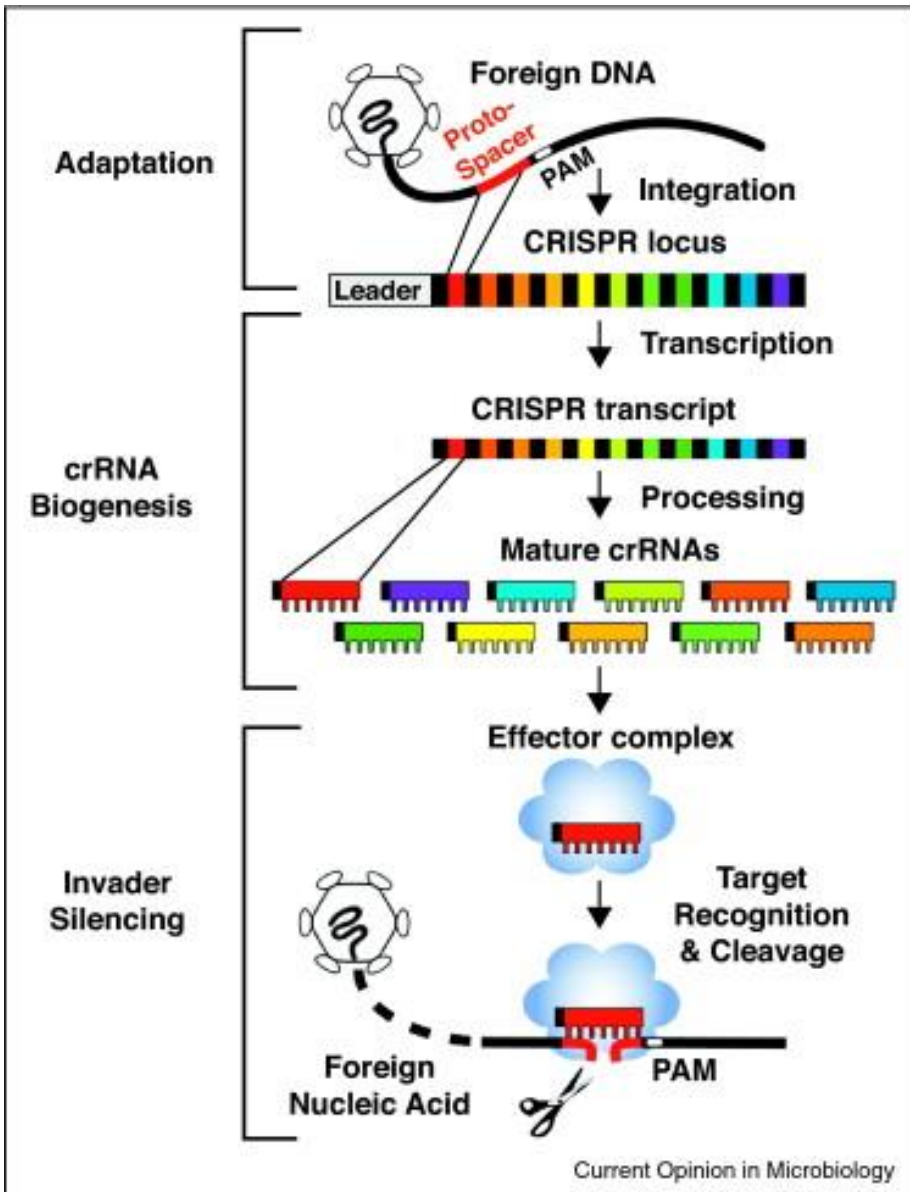 Foreign DNA
Proto-
Spacer
PAM
Adaptation
Integration
CRISPR locus
Leader
Transcription
CRISPR transcript
crRNA
Biogenesis
Processing
Mature crRNAs
Effector complex
Invader
Silencing
Target
Recognition
& Cleavage
Foreign
Nucleic Acid
PAM
Current Opinion in Microbiology